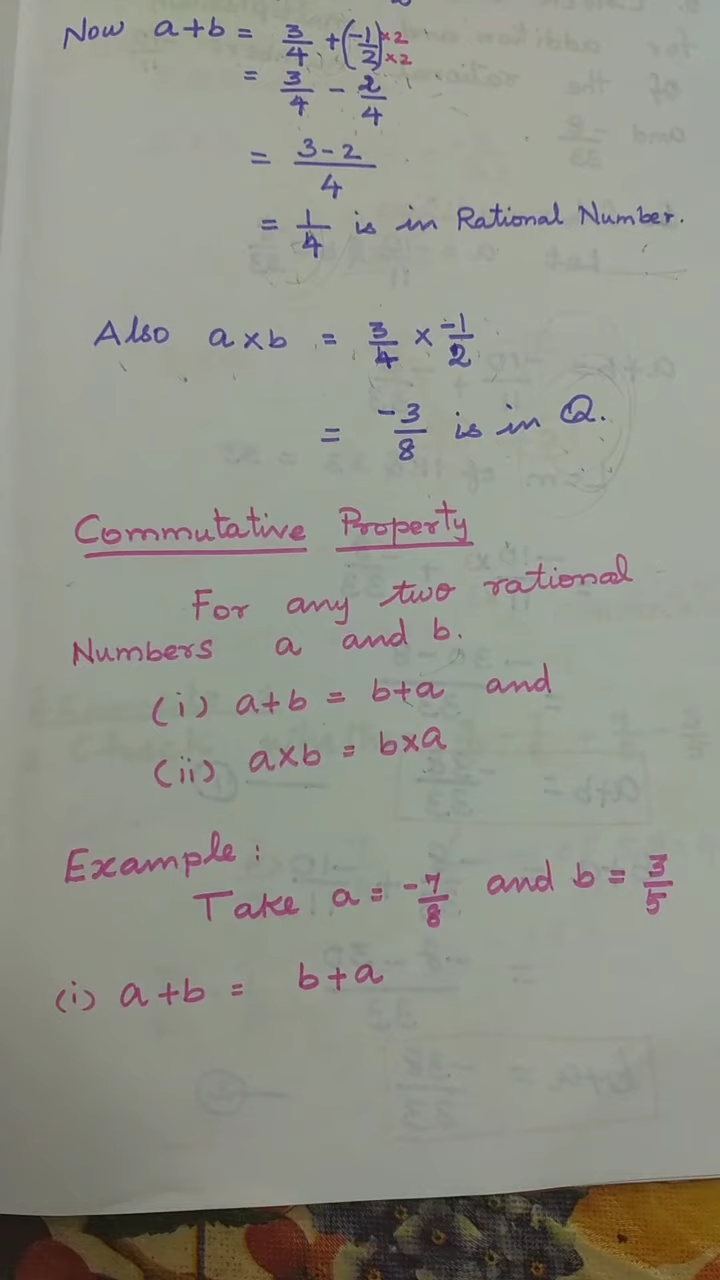 Now a+b = 3/4 + (-1/2) ×2 ×2
= 3/4 - 2/4
= 3-2/4
= 1/4 is in Rational Number.
Also a×b = 3/4 × -1/2
= -3/8 is in Q.
Commutative Property
For any two rational
Numbers a and b.
(i) a+b = b+a and
(ii) a×b = b×a
Example:
Take a = -7/8 and b = 3/5
(i) a+b = b+a